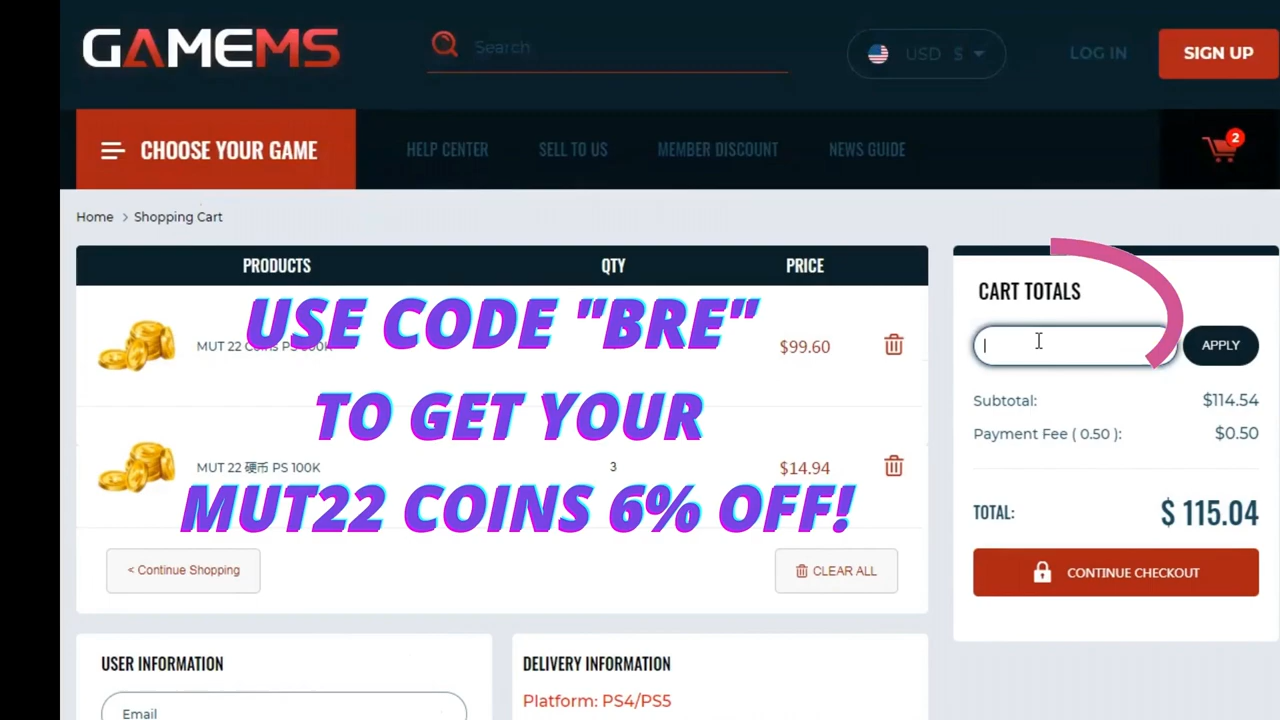 GAMEMS
Search
USD $
LOG IN
SIGN UP
CHOOSE YOUR GAME
HELP CENTER
SELL TO US
MEMBER DISCOUNT
NEWS GUIDE
2
Home > Shopping Cart
PRODUCTS
QTY
PRICE
MUT 22 Coins PS
$99.60
MUT 22 硬币 PS 100K
3
$14.94
USE CODE "BRE"
TO GET YOUR
MUT22 COINS 6% OFF!
< Continue Shopping
CLEAR ALL
CART TOTALS
APPLY
Subtotal:
$114.54
Payment Fee ( 0.50 ):
$0.50
TOTAL:
$ 115.04
CONTINUE CHECKOUT
USER INFORMATION
Email
DELIVERY INFORMATION
Platform: PS4/PS5